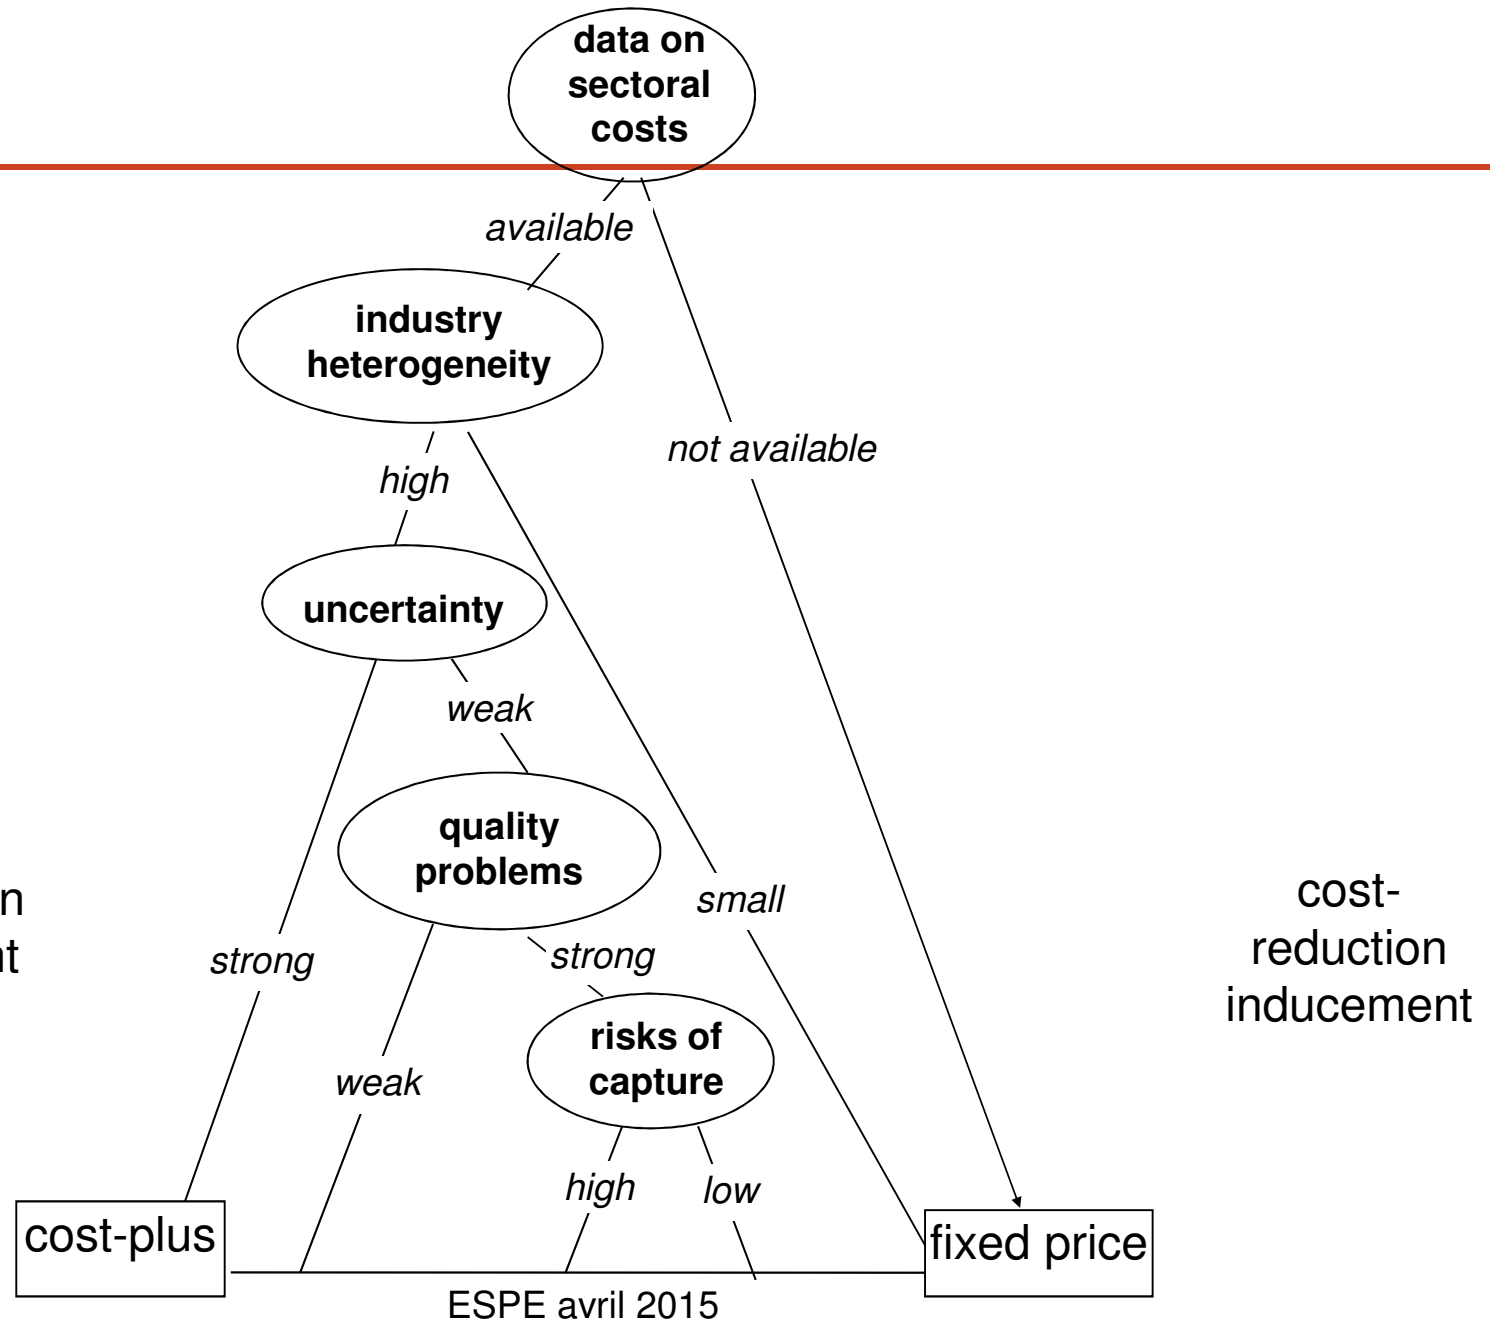 data on
sectoral
costs
available
industry
heterogeneity
not available
high
uncertainty
weak
quality
problems
small
cost-
reduction
inducement
strong
strong
risks of
capture
weak
high
low
cost-plus
fixed price
ESPE avril 2015